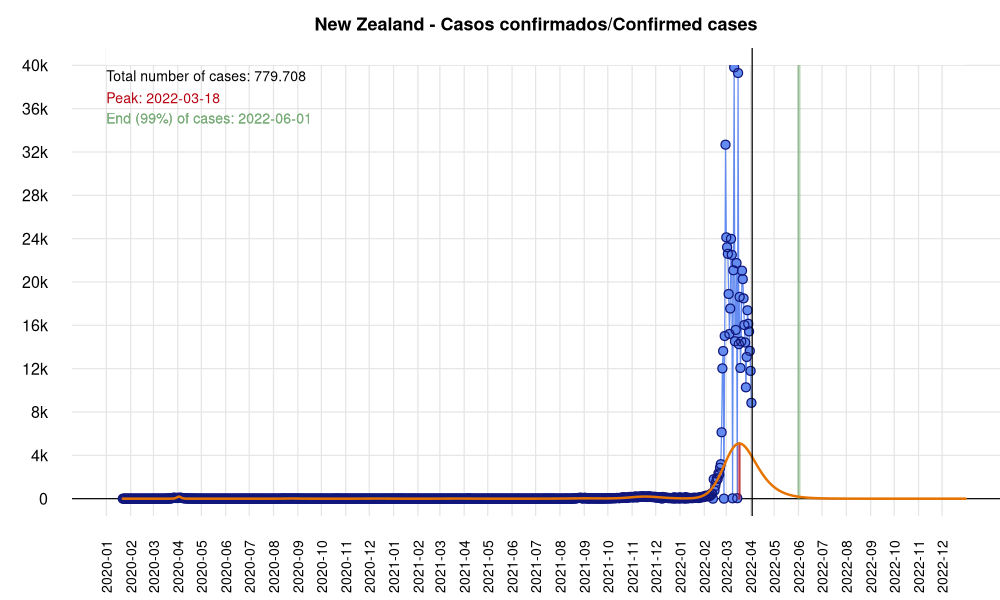 New Zealand - Casos confirmados/Confirmed cases
40k
36k
32k
28k
24k
20k
16k
12k
8k
4k
0
Total number of cases: 779.708
Peak: 2022-03-18
End (99%) of cases: 2022-06-01
2020-01
2020-02
2020-03
2020-04
2020-05
2020-06
2020-07
2020-08
2020-09
2020-10
2020-11
2020-12
2021-01
2021-02
2021-03
2021-04
2021-05
2021-06
2021-07
2021-08
2021-09
2021-10
2021-11
2021-12
2022-01
2022-02
2022-03
2022-04
2022-05
2022-06
2022-07
2022-08
2022-09
2022-10
2022-11
2022-12